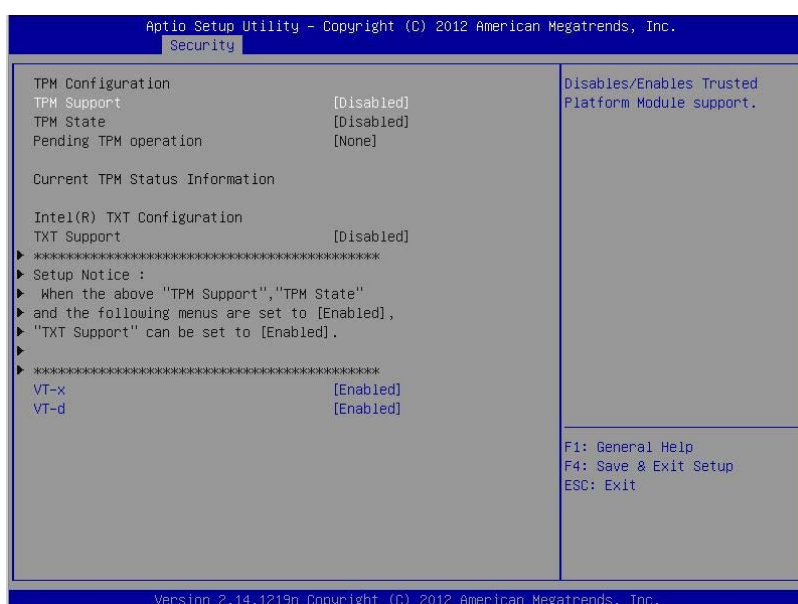 Aptio Setup Utility – Copyright (C) 2012 American Megatrends, Inc.
Security
TPM Configuration
TPM Support [Disabled]
TPM State [Disabled]
Pending TPM operation [None]
Current TPM Status Information
Intel(R) TXT Configuration
TXT Support [Disabled]
**********************************************
Setup Notice :
When the above "TPM Support","TPM State"
and the following menus are set to [Enabled],
"TXT Support" can be set to [Enabled].
**********************************************
VT-x [Enabled]
VT-d [Enabled]
Disables/Enables Trusted
Platform Module support.
F1: General Help
F4: Save & Exit Setup
ESC: Exit
Version 2.14.1219n Copyright (C) 2012 American Megatrends, Inc.